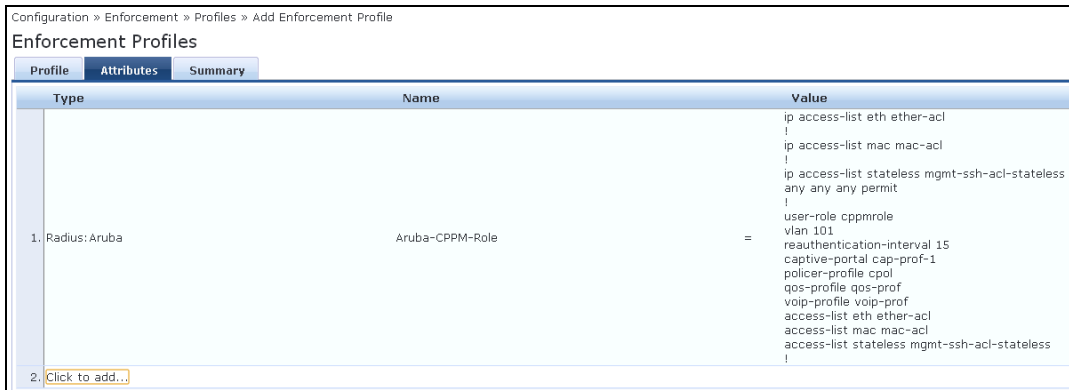 Configuration » Enforcement » Profiles » Add Enforcement Profile
Enforcement Profiles
Profile Attributes Summary
Type Name Value
1. Radius:Aruba Aruba-CPPM-Role =
ip access-list eth ether-acl
!
ip access-list mac mac-acl
!
ip access-list stateless mgmt-ssh-acl-stateless
any any any permit
!
user-role cppmrole
vlan 101
reauthentication-interval 15
captive-portal cap-prof-1
policer-profile cpol
qos-profile qos-prof
voip-profile voip-prof
access-list eth ether-acl
access-list mac mac-acl
access-list stateless mgmt-ssh-acl-stateless
!
2. Click to add...